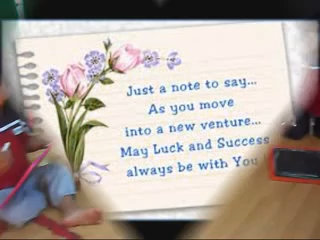 Just a note to say...
As you move
into a new venture...
May Luck and Success
always be with You